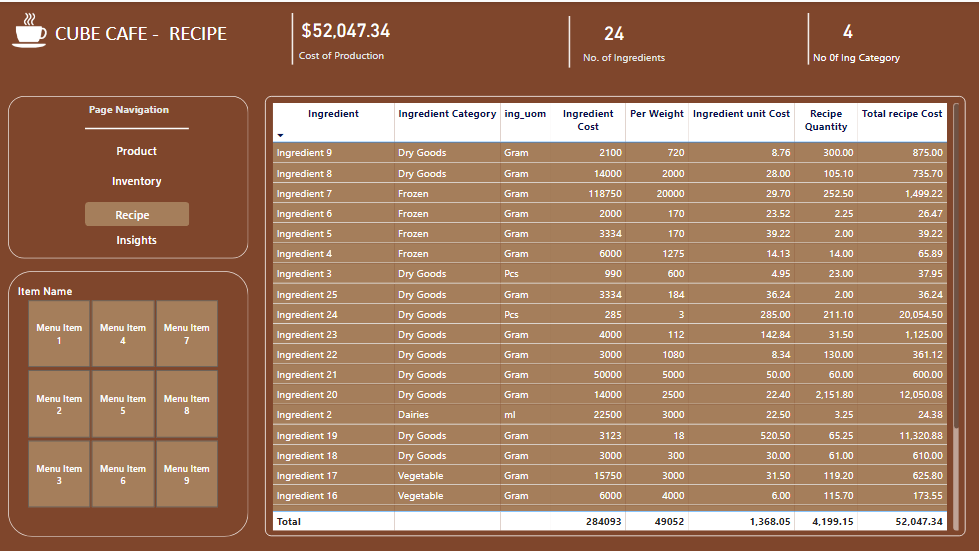 CUBE CAFE -  RECIPE
$52,047.34
Cost of Production
24
No. of Ingredients
4
No 0f Ing Category
Page Navigation
Product
Inventory
Recipe
Insights
Item Name
Menu Item 1
Menu Item 4
Menu Item 7
Menu Item 2
Menu Item 5
Menu Item 8
Menu Item 3
Menu Item 6
Menu Item 9
Ingredient Ingredient Category ing_uom Ingredient Cost Per Weight Ingredient unit Cost Recipe Quantity Total recipe Cost
Ingredient 9 Dry Goods Gram 2100 720 8.76 300.00 875.00
Ingredient 8 Dry Goods Gram 14000 2000 28.00 105.10 735.70
Ingredient 7 Frozen Gram 118750 20000 29.70 252.50 1,499.22
Ingredient 6 Frozen Gram 2000 170 23.52 2.25 26.47
Ingredient 5 Frozen Gram 3334 170 39.22 2.00 39.22
Ingredient 4 Frozen Gram 6000 1275 14.13 14.00 65.89
Ingredient 3 Dry Goods Pcs 990 600 4.95 23.00 37.95
Ingredient 25 Dry Goods Gram 3334 184 36.24 2.00 36.24
Ingredient 24 Dry Goods Pcs 285 3 285.00 211.10 20,054.50
Ingredient 23 Dry Goods Gram 4000 112 142.84 31.50 1,125.00
Ingredient 22 Dry Goods Gram 3000 1080 8.34 130.00 361.12
Ingredient 21 Dry Goods Gram 50000 5000 50.00 60.00 600.00
Ingredient 20 Dry Goods Gram 14000 2500 22.40 2,151.80 12,050.08
Ingredient 2 Dairies ml 22500 3000 22.50 3.25 24.38
Ingredient 19 Dry Goods Gram 3123 18 520.50 65.25 11,320.88
Ingredient 18 Dry Goods Gram 3000 300 30.00 61.00 610.00
Ingredient 17 Vegetable Gram 15750 3000 31.50 119.20 625.80
Ingredient 16 Vegetable Gram 6000 4000 6.00 115.70 173.55
Total 284093 49052 1,368.05 4,199.15 52,047.34